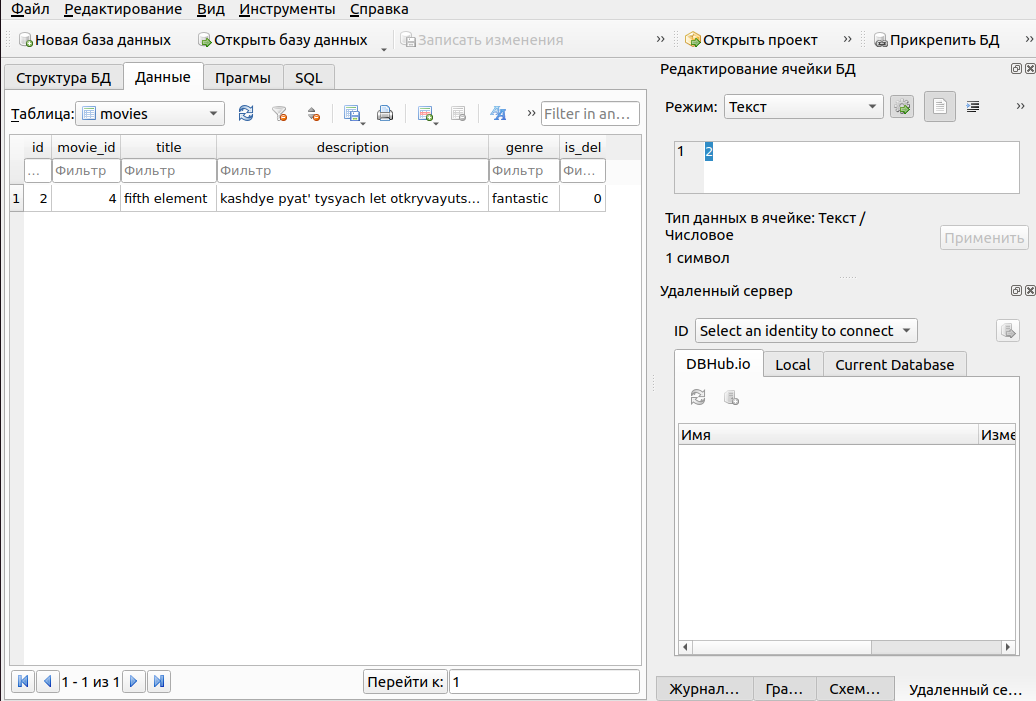 Файл Редактирование Вид Инструменты Справка
Новая база данных Открыть базу данных Записать изменения » Открыть проект » Прикрепить БД »
Структура БД Данные Прагмы SQL
Таблица: movies » Filter in an...
id movie_id title description genre is_del
... Фильтр Фильтр Фильтр Фильтр Фи...
1 2 4 fifth element kashdye pyat' tysyach let otkryvayuts... fantastic 0
1 - 1 из 1 Перейти к: 1
Редактирование ячейки БД
Режим: Текст »
1 2
Тип данных в ячейке: Текст /
Числовое
Применить
1 символ
Удаленный сервер
ID Select an identity to connect
DBHub.io Local Current Database
Имя Изме
Журнал... Гра... Схем... Удаленный се...